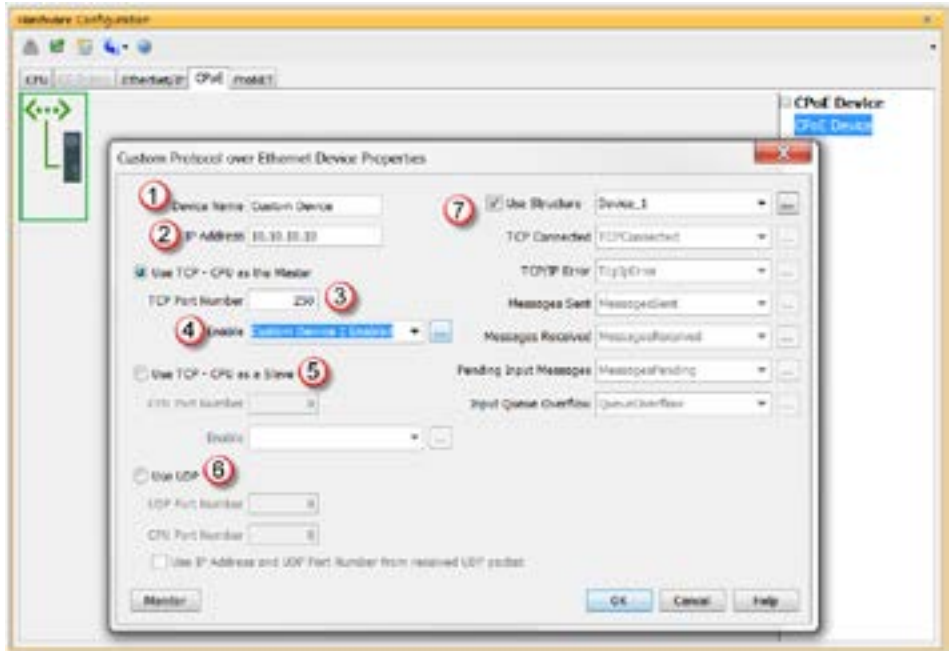 Hardware Configuration
CPU
EtherNet/IP
CPoE
CPoE Device
CPoE Device
Custom Protocol over Ethernet Device Properties
1
Device Name
Custom Device
2
IP Address
10.10.10.10
Use TCP - CPU as the Master
TCP Port Number
250
3
4
Enable
Custom Device 1 Enabled
...
Use TCP - CPU as a Slave
5
CPU Port Number
0
Enable
...
Use UDP
6
UDP Port Number
0
CPU Port Number
0
Use IP Address and UDP Port Number from received UDP packet
7
Use Structure
Device_1
...
TCP Connected
TCPConnected
...
TCP/IP Error
TcpIpError
...
Messages Sent
MessagesSent
...
Messages Received
MessagesReceived
...
Pending Input Messages
MessagesPending
...
Input Queue Overflow
QueueOverflow
...
Monitor
OK
Cancel
Help